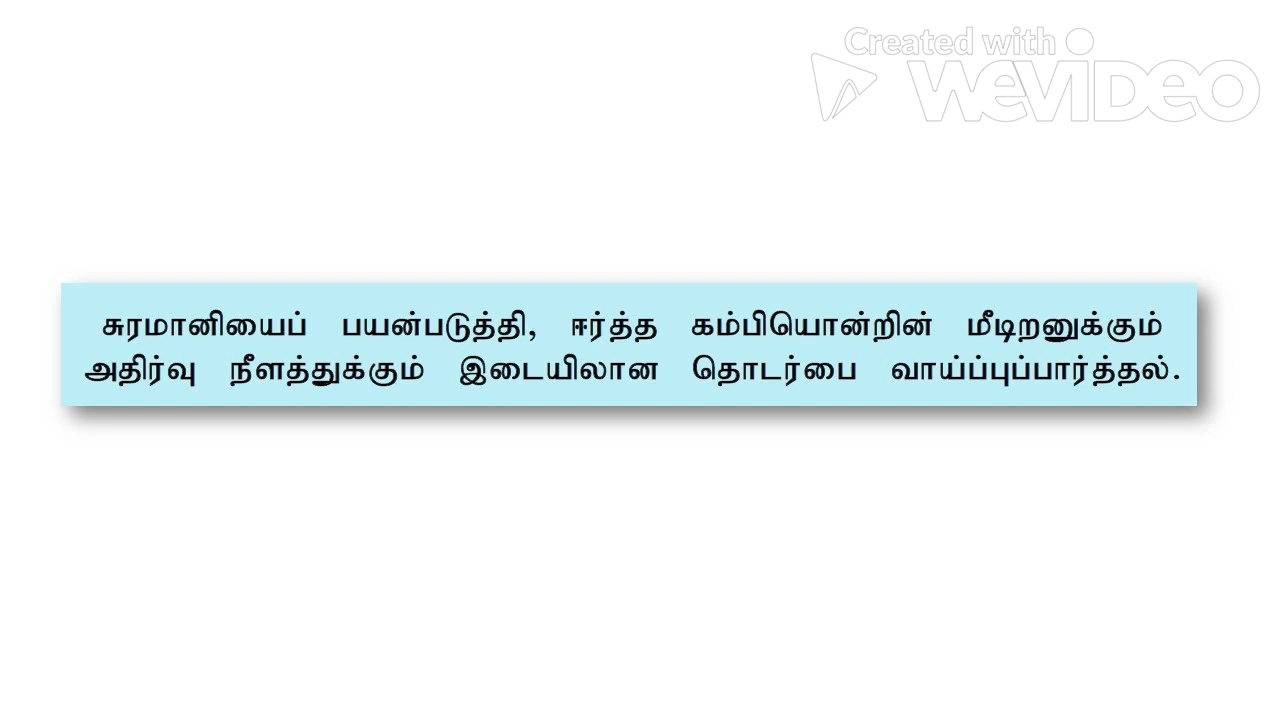 Created with
WeVideo
சுரமானியைப் பயன்படுத்தி, ஈர்த்த கம்பியொன்றின் மீடிறனுக்கும்
அதிர்வு நீளத்துக்கும் இடையிலான தொடர்பை வாய்ப்புப்பார்த்தல்.